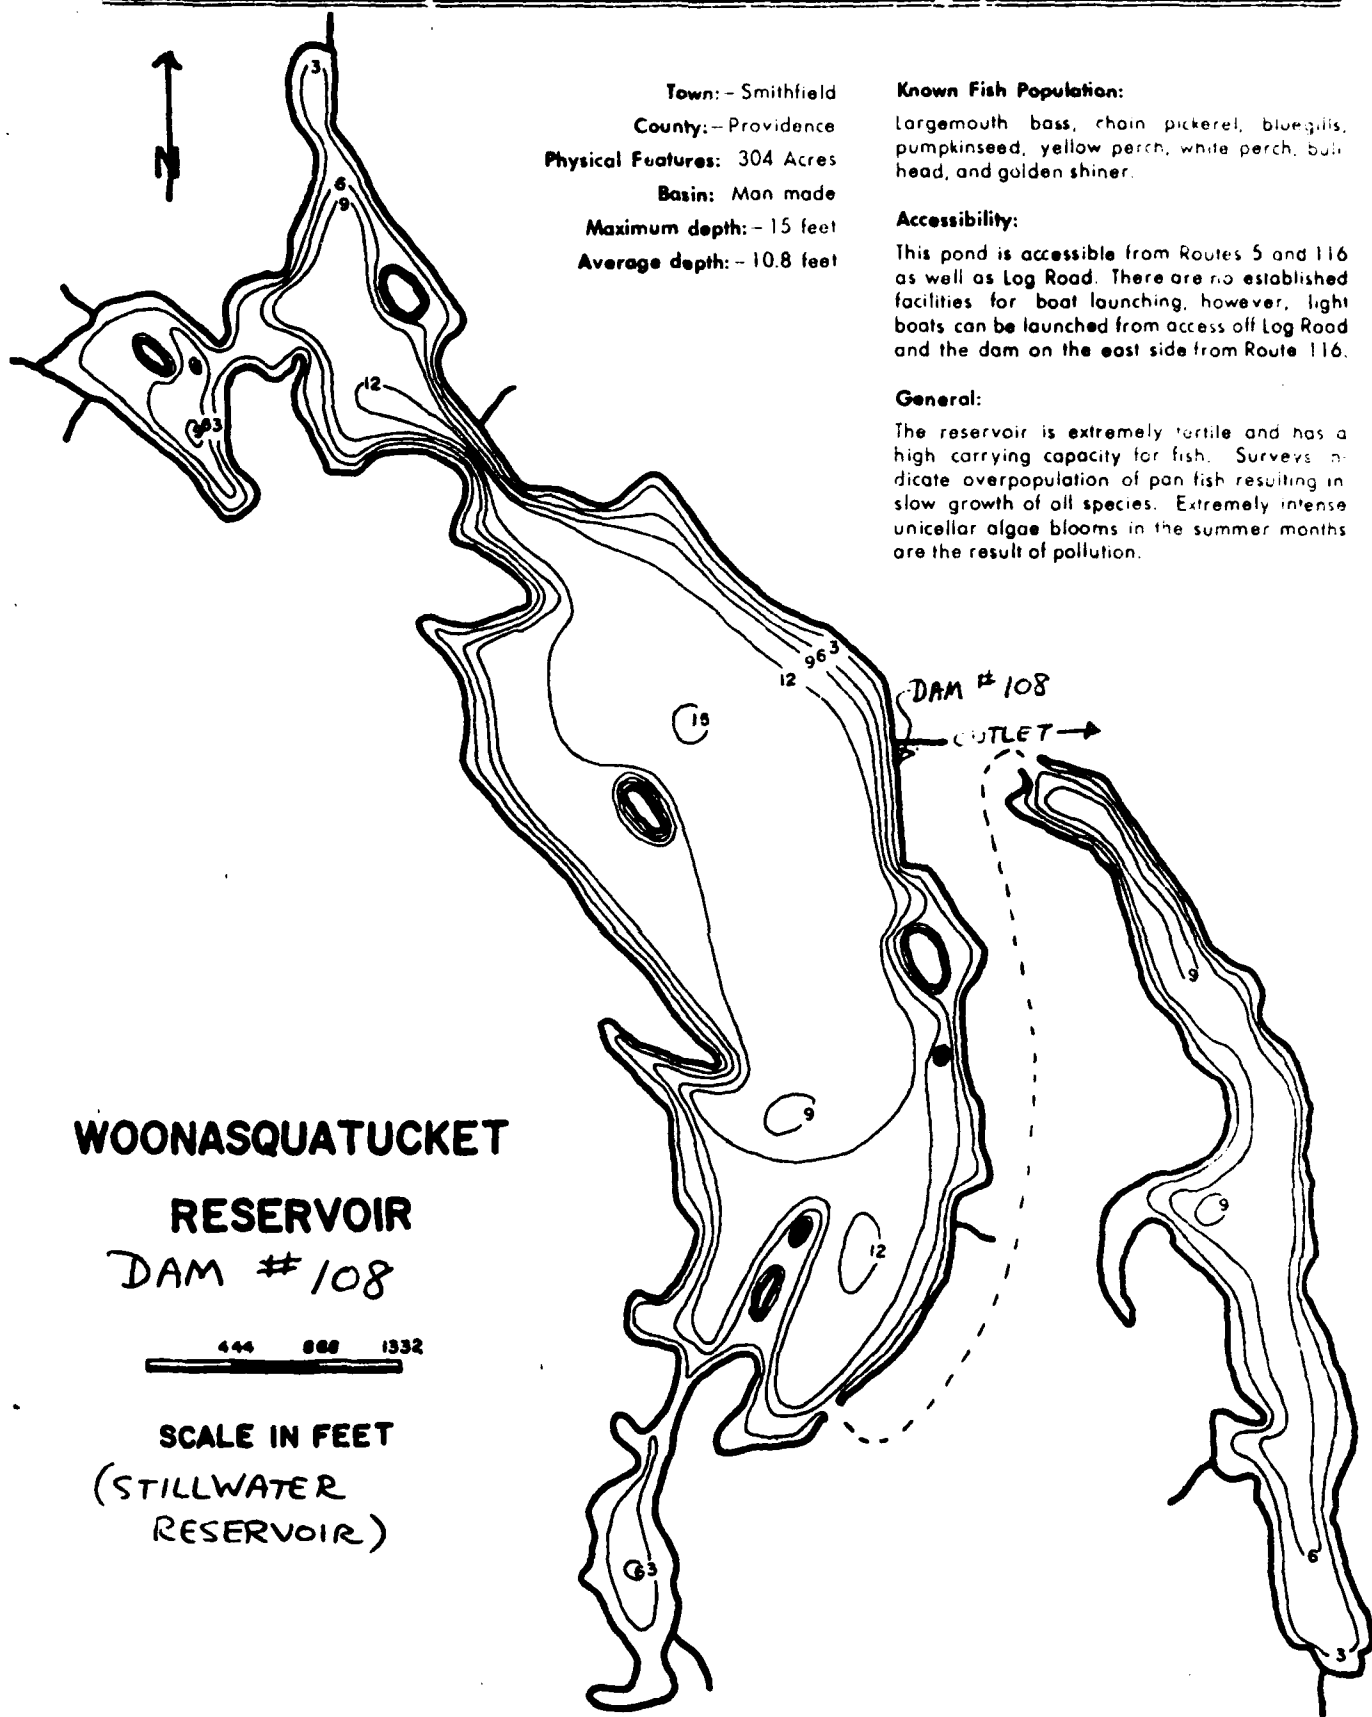 N
Town: - Smithfield
County: - Providence
Physical Features: 304 Acres
Basin: Man made
Maximum depth: - 15 feet
Average depth: - 10.8 feet
Known Fish Population:
Largemouth bass, chain pickerel, bluegills,
pumpkinseed, yellow perch, white perch, bull
head, and golden shiner.
Accessibility:
This pond is accessible from Routes 5 and 116
as well as Log Road. There are no established
facilities for boat launching, however, light
boats can be launched from access off Log Road
and the dam on the east side from Route 116.
General:
The reservoir is extremely fertile and has a
high carrying capacity for fish. Surveys in-
dicate overpopulation of pan fish resulting in
slow growth of all species. Extremely intense
unicellar algae blooms in the summer months
are the result of pollution.
3
6
9
12
63
9 6 3
12
15
DAM # 108
OUTLET
9
9
9
12
9
63
6
3
WOONASQUATUCKET
RESERVOIR
DAM # 108
444 888 1332
SCALE IN FEET
(STILLWATER
RESERVOIR)